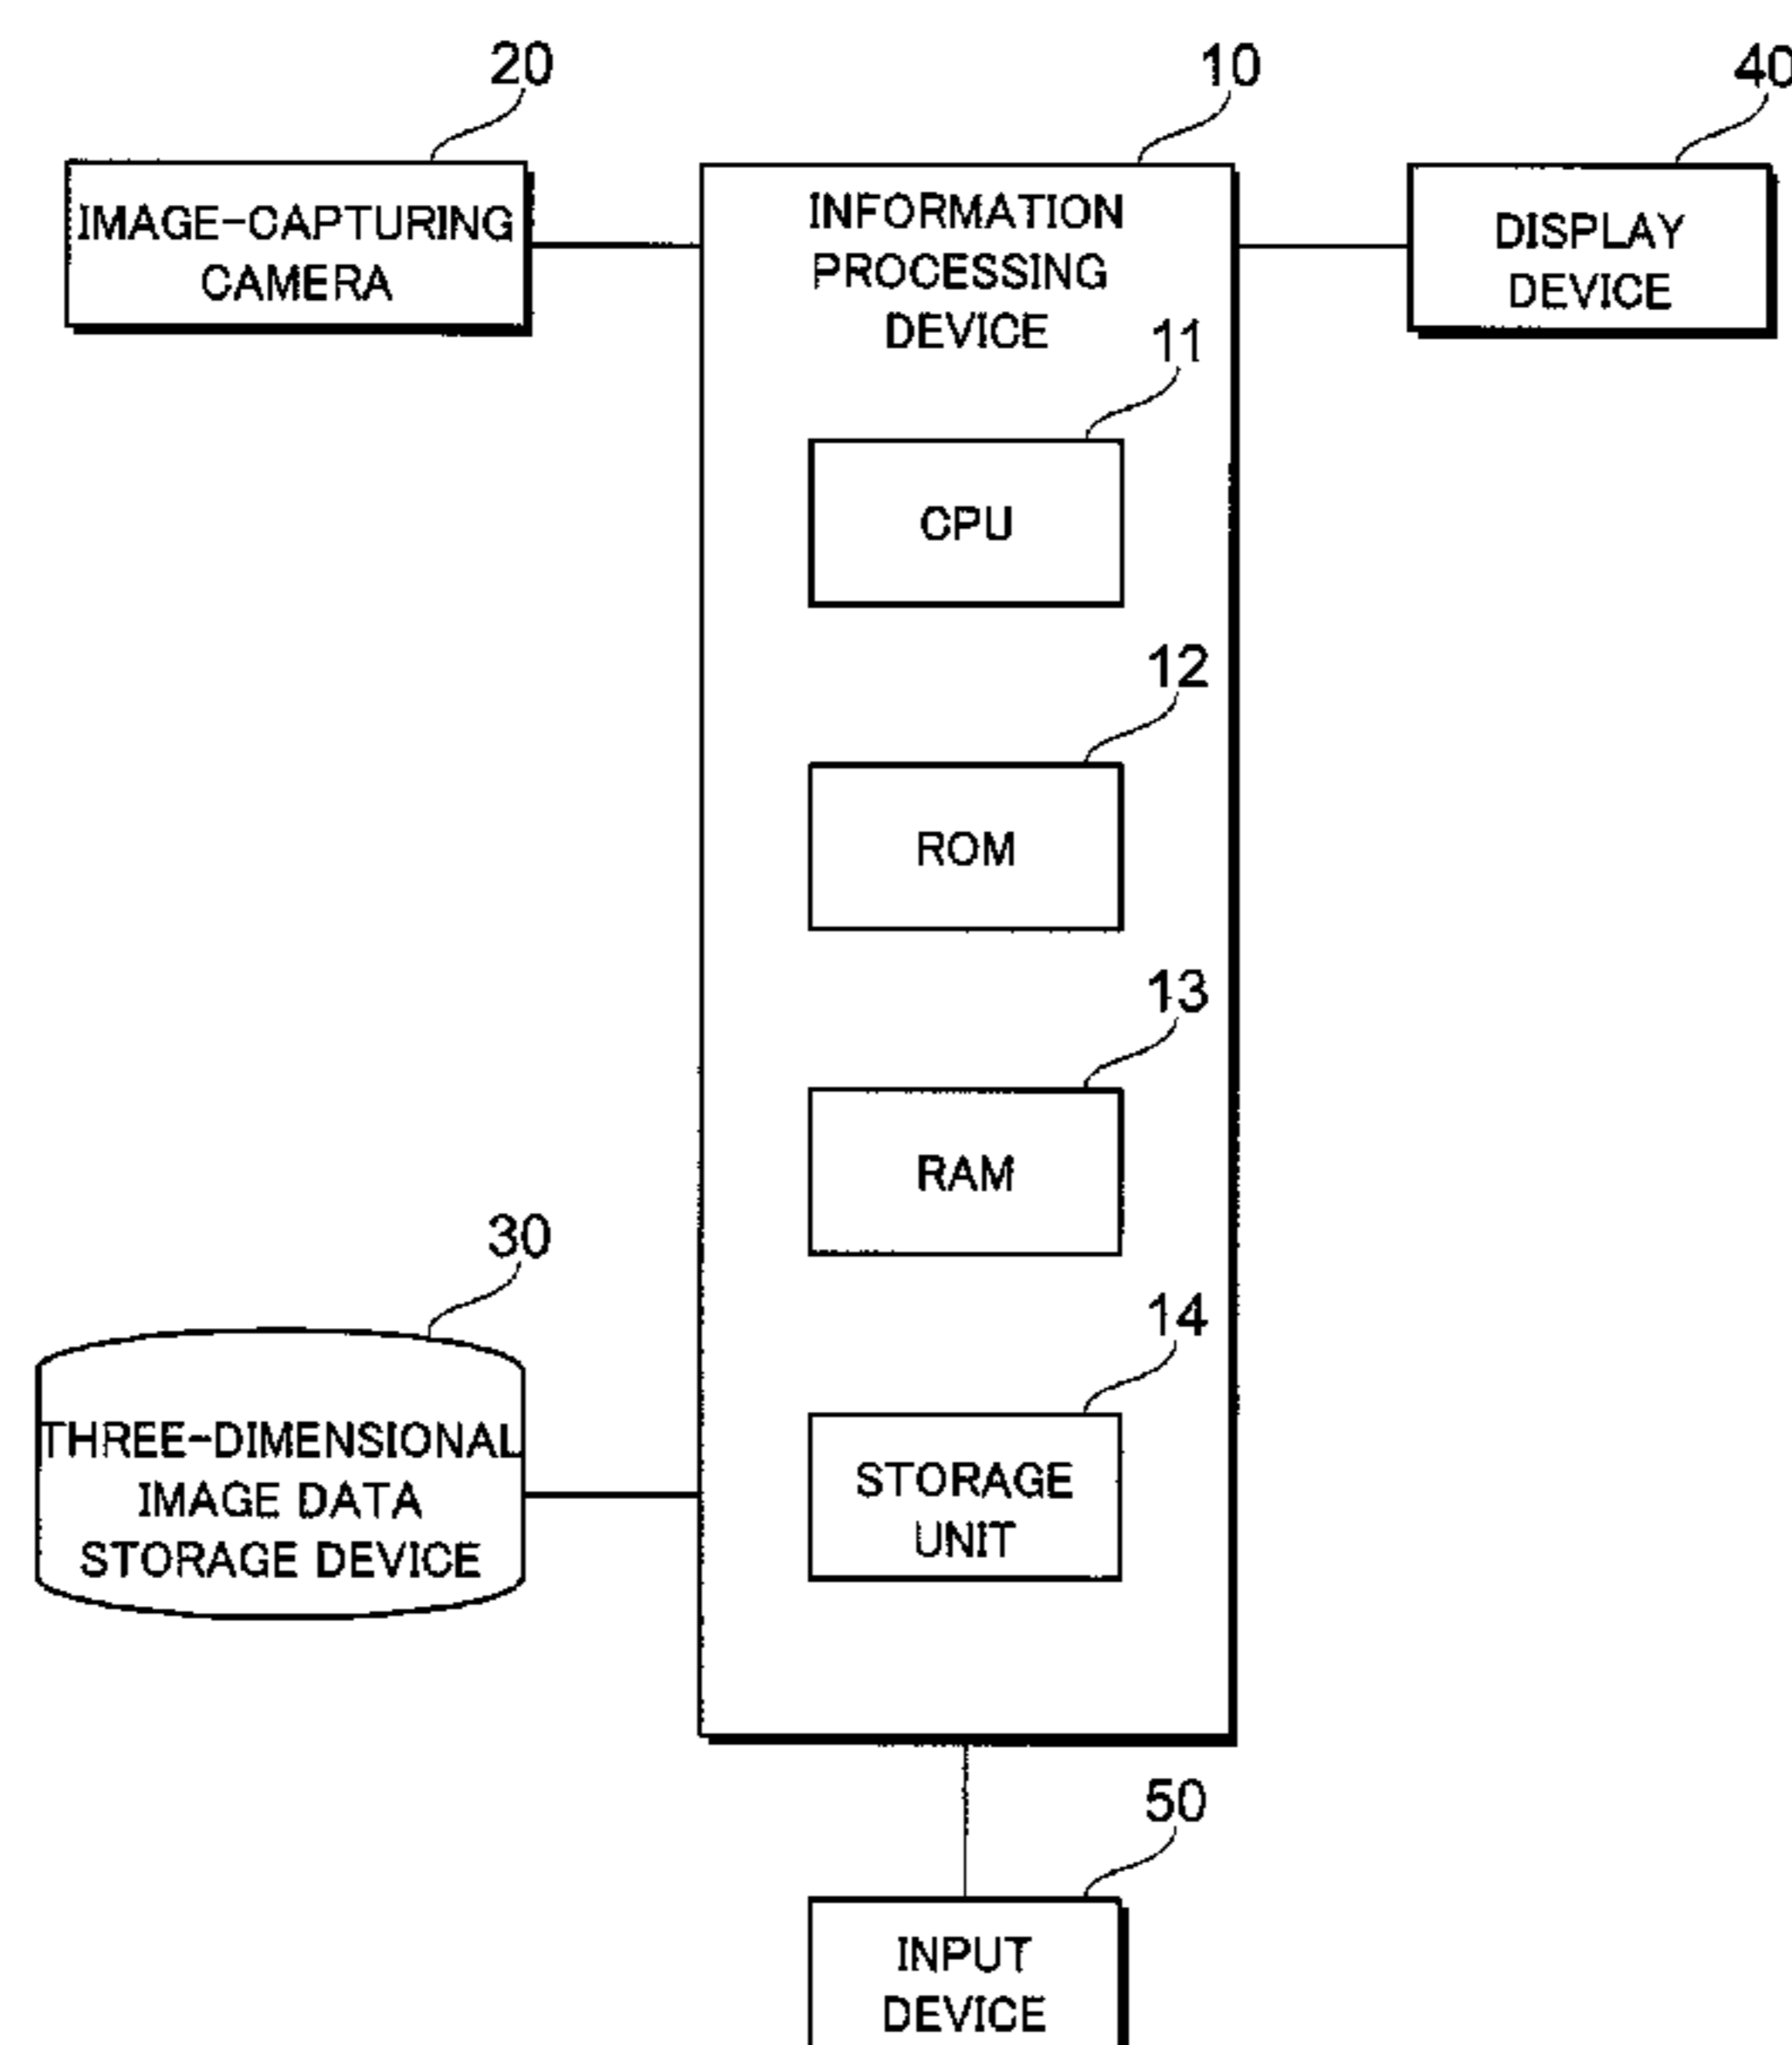 20
10
40
IMAGE-CAPTURING
CAMERA
INFORMATION
PROCESSING
DEVICE
DISPLAY
DEVICE
11
CPU
12
ROM
13
RAM
30
THREE-DIMENSIONAL
IMAGE DATA
STORAGE DEVICE
14
STORAGE
UNIT
50
INPUT
DEVICE